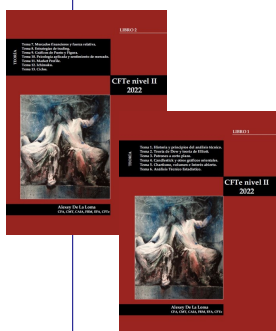 LIBRO 2
TEORÍA
Tema 7. Mercados financieros y fuerza relativa.
Tema 8. Estrategias de trading.
Tema 9. Gráficos de Punto y Figura.
Tema 10. Psicología aplicada y sentimiento de mercado.
Tema 11. Market Profile.
Tema 12. Ichimoku.
Tema 13. Ciclos.
CFTe nivel II
2022
Alexey De La Loma
CFA, CMT, CAIA, FRM, EFA, CFTe
LIBRO 1
TEORÍA
Tema 1. Historia y principios del análisis técnico.
Tema 2. Teoría de Dow y teoría de Elliott.
Tema 3. Patrones a corto plazo.
Tema 4. Candlestick y otros gráficos orientales.
Tema 5. Chartismo, volumen e interés abierto.
Tema 6. Análisis Técnico Estadístico.
CFTe nivel II
2022
Alexey De La Loma
CFA, CMT, CAIA, FRM, EFA, CFTe